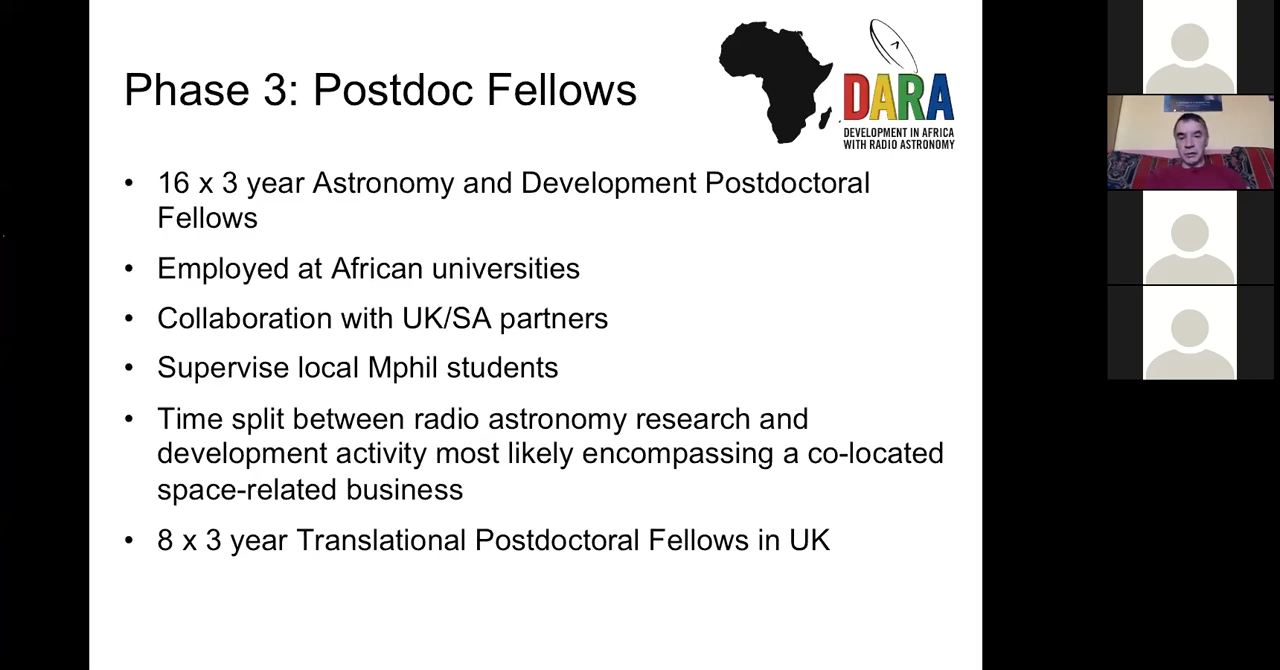 Phase 3: Postdoc Fellows
DARA
DEVELOPMENT IN AFRICA
WITH RADIO ASTRONOMY
• 16 x 3 year Astronomy and Development Postdoctoral
Fellows
• Employed at African universities
• Collaboration with UK/SA partners
• Supervise local Mphil students
• Time split between radio astronomy research and
development activity most likely encompassing a co-located
space-related business
• 8 x 3 year Translational Postdoctoral Fellows in UK